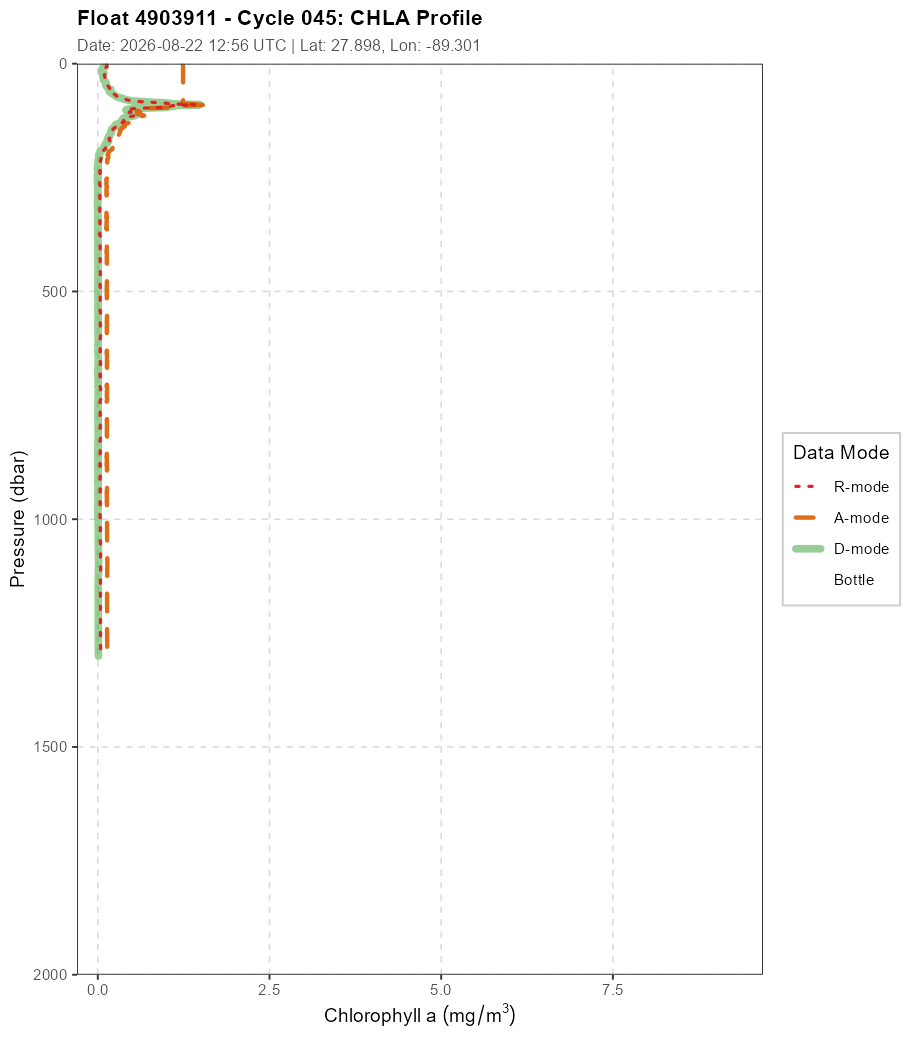 Float 4903911 - Cycle 045: CHLA Profile
Date: 2026-08-22 12:56 UTC | Lat: 27.898, Lon: -89.301
0
500
1000
1500
2000
Pressure (dbar)
0.0 2.5 5.0 7.5
Chlorophyll a (mg/m³)
Data Mode
R-mode
A-mode
D-mode
Bottle